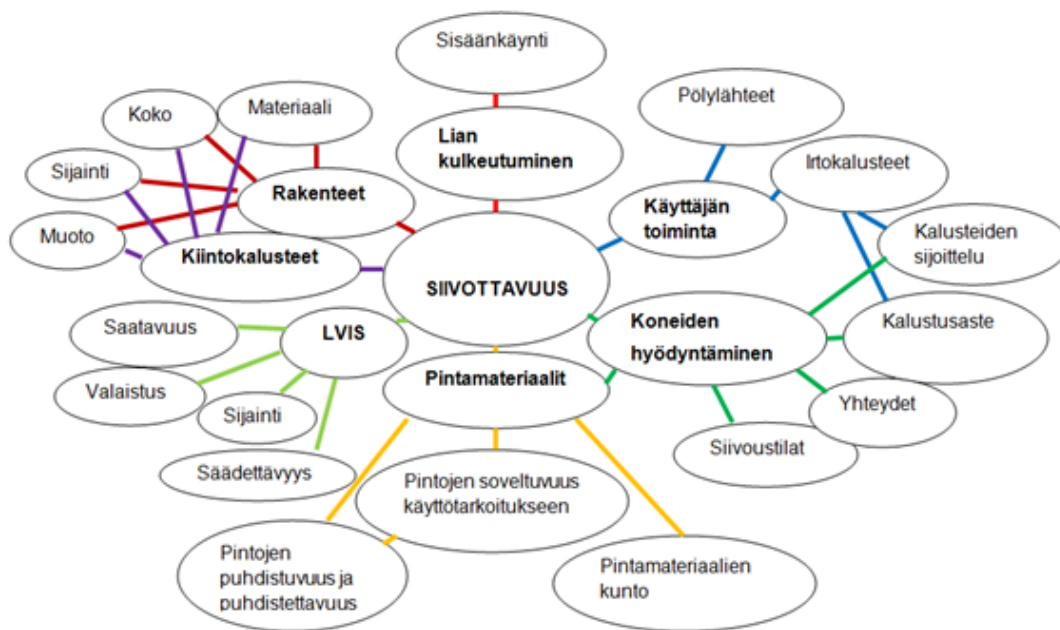 Sisäänkäynti
Koko
Materiaali
Pölylähteet
Lian
kulkeutuminen
Sijainti
Rakenteet
Irtokalusteet
Käyttäjän
toiminta
Muoto
Kiintokalusteet
Kalusteiden
sijoittelu
SIIVOTTAVUUS
Saatavuus
LVIS
Koneiden
hyödyntäminen
Kalustusaste
Valaistus
Pintamateriaalit
Sijainti
Yhteydet
Siivoustilat
Säädettävyys
Pintojen soveltuvuus
käyttötarkoitukseen
Pintojen
puhdistuvuus ja
puhdistettavuus
Pintamateriaalien
kunto